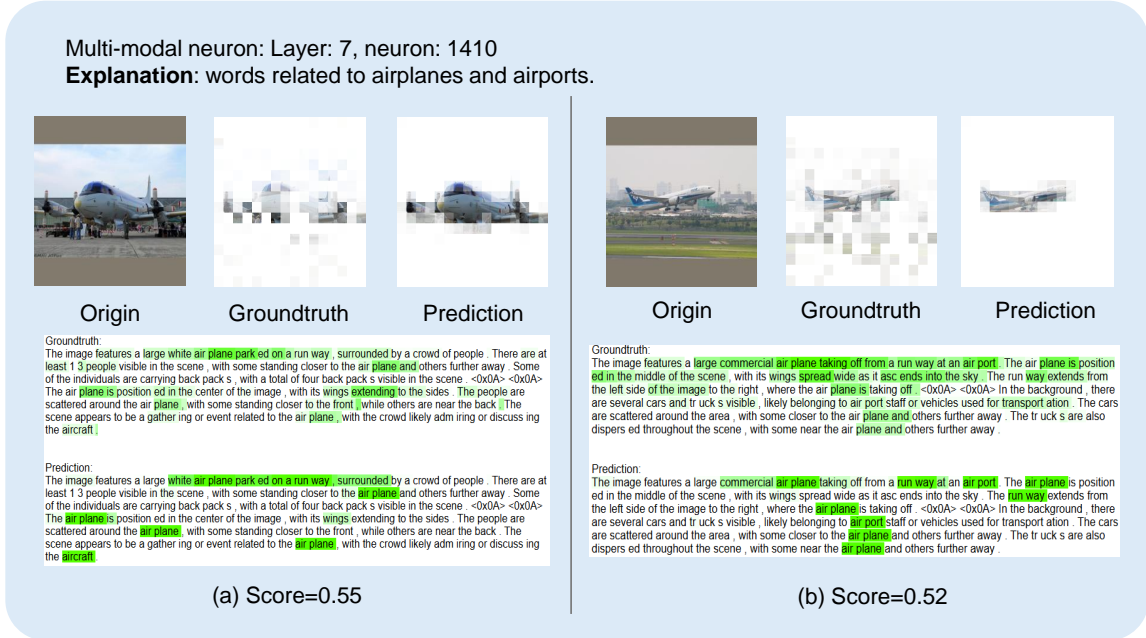 Multi-modal neuron: Layer: 7, neuron: 1410
Explanation: words related to airplanes and airports.
Origin
Groundtruth
Prediction
Groundtruth:
The image features a large white air plane park ed on a run way , surrounded by a crowd of people . There are at
least 1 3 people visible in the scene , with some standing closer to the air plane and others further away . Some
of the individuals are carrying back pack s , with a total of four back pack s visible in the scene . <0x0A> <0x0A>
The air plane is position ed in the center of the image , with its wings extending to the sides . The people are
scattered around the air plane , with some standing closer to the front , while others are near the back . The
scene appears to be a gather ing or event related to the air plane , with the crowd likely adm iring or discuss ing
the aircraft .
Prediction:
The image features a large white air plane park ed on a run way , surrounded by a crowd of people . There are at
least 1 3 people visible in the scene , with some standing closer to the air plane and others further away . Some
of the individuals are carrying back pack s , with a total of four back pack s visible in the scene . <0x0A> <0x0A>
The air plane is position ed in the center of the image , with its wings extending to the sides . The people are
scattered around the air plane , with some standing closer to the front , while others are near the back . The
scene appears to be a gather ing or event related to the air plane , with the crowd likely adm iring or discuss ing
the aircraft .
(a) Score=0.55
Origin
Groundtruth
Prediction
Groundtruth:
The image features a large commercial air plane taking off from a run way at an air port . The air plane is position
ed in the middle of the scene , with its wings spread wide as it asc ends into the sky . The run way extends from
the left side of the image to the right , where the air plane is taking off . <0x0A> <0x0A> In the background , there
are several cars and tr uck s visible , likely belonging to air port staff or vehicles used for transport ation . The cars
are scattered around the area , with some closer to the air plane and others further away . The tr uck s are also
dispers ed throughout the scene , with some near the air plane and others further away .
Prediction:
The image features a large commercial air plane taking off from a run way at an air port . The air plane is position
ed in the middle of the scene , with its wings spread wide as it asc ends into the sky . The run way extends from
the left side of the image to the right , where the air plane is taking off . <0x0A> <0x0A> In the background , there
are several cars and tr uck s visible , likely belonging to air port staff or vehicles used for transport ation . The cars
are scattered around the area , with some closer to the air plane and others further away . The tr uck s are also
dispers ed throughout the scene , with some near the air plane and others further away .
(b) Score=0.52